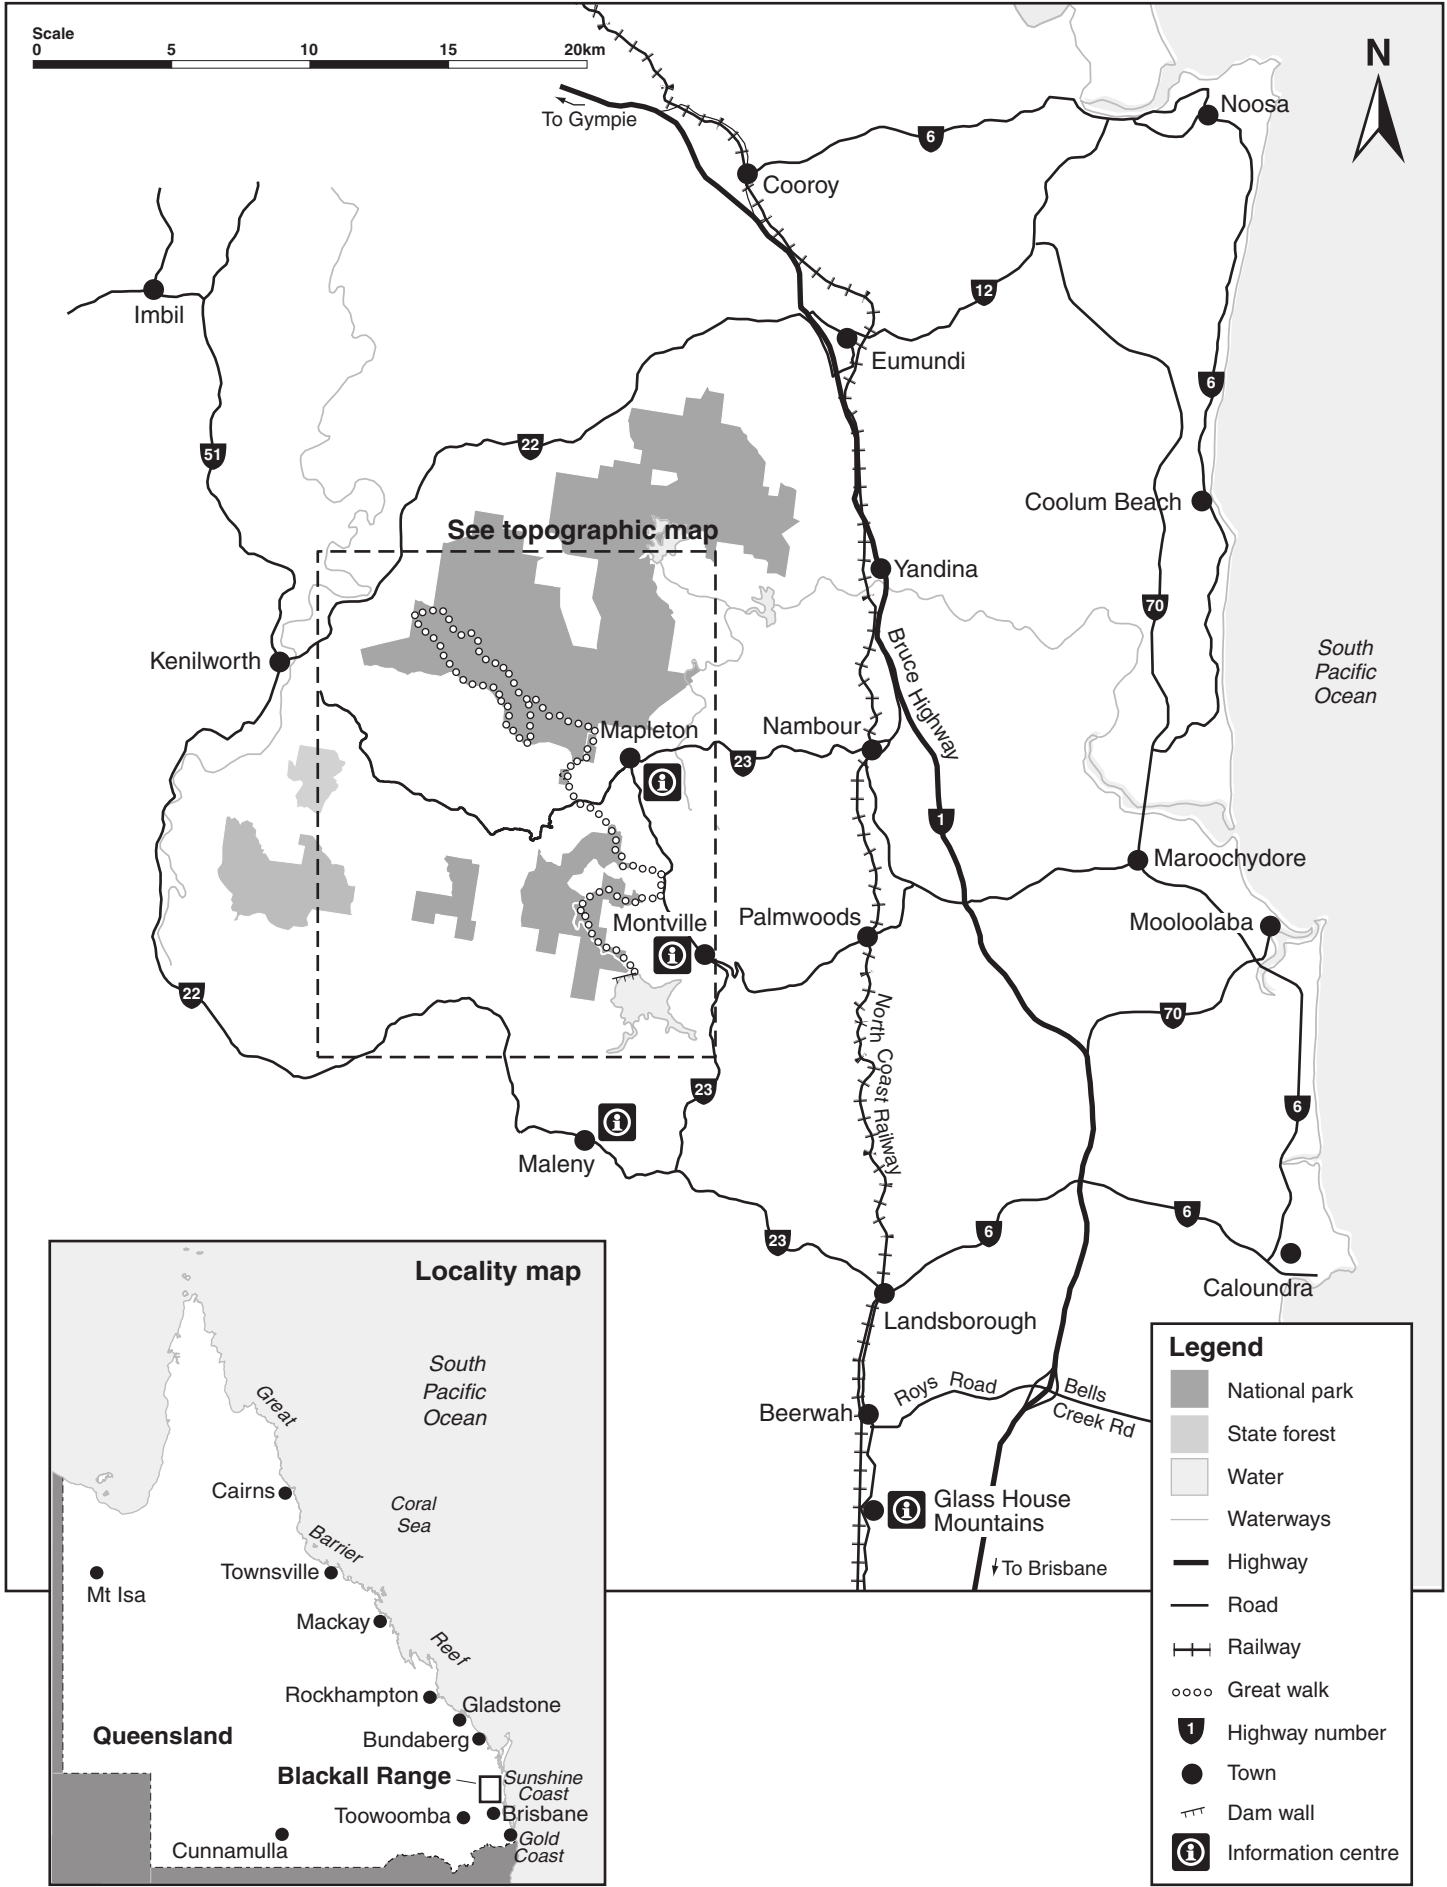 Scale
0 5 10 15 20km
N
To Gympie
Noosa
6
Cooroy
12
Imbil
Eumundi
6
22
51
Coolum Beach
See topographic map
Yandina
70
Bruce Highway
Kenilworth
South
Pacific
Ocean
Mapleton
Nambour
23
1
Maroochydore
Montville
Palmwoods
Mooloolaba
22
70
North Coast Railway
23
6
Maleny
23
6
6
Caloundra
Landsborough
Beerwah
Roys Road
Bells
Creek Rd
Glass House
Mountains
To Brisbane
Locality map
South
Pacific
Ocean
Great
Cairns
Coral
Sea
Barrier
Townsville
Mt Isa
Mackay
Reef
Rockhampton
Gladstone
Queensland
Bundaberg
Blackall Range
Sunshine
Coast
Toowoomba
Brisbane
Cunnamulla
Gold
Coast
Legend
National park
State forest
Water
Waterways
Highway
Road
Railway
Great walk
1 Highway number
Town
Dam wall
Information centre